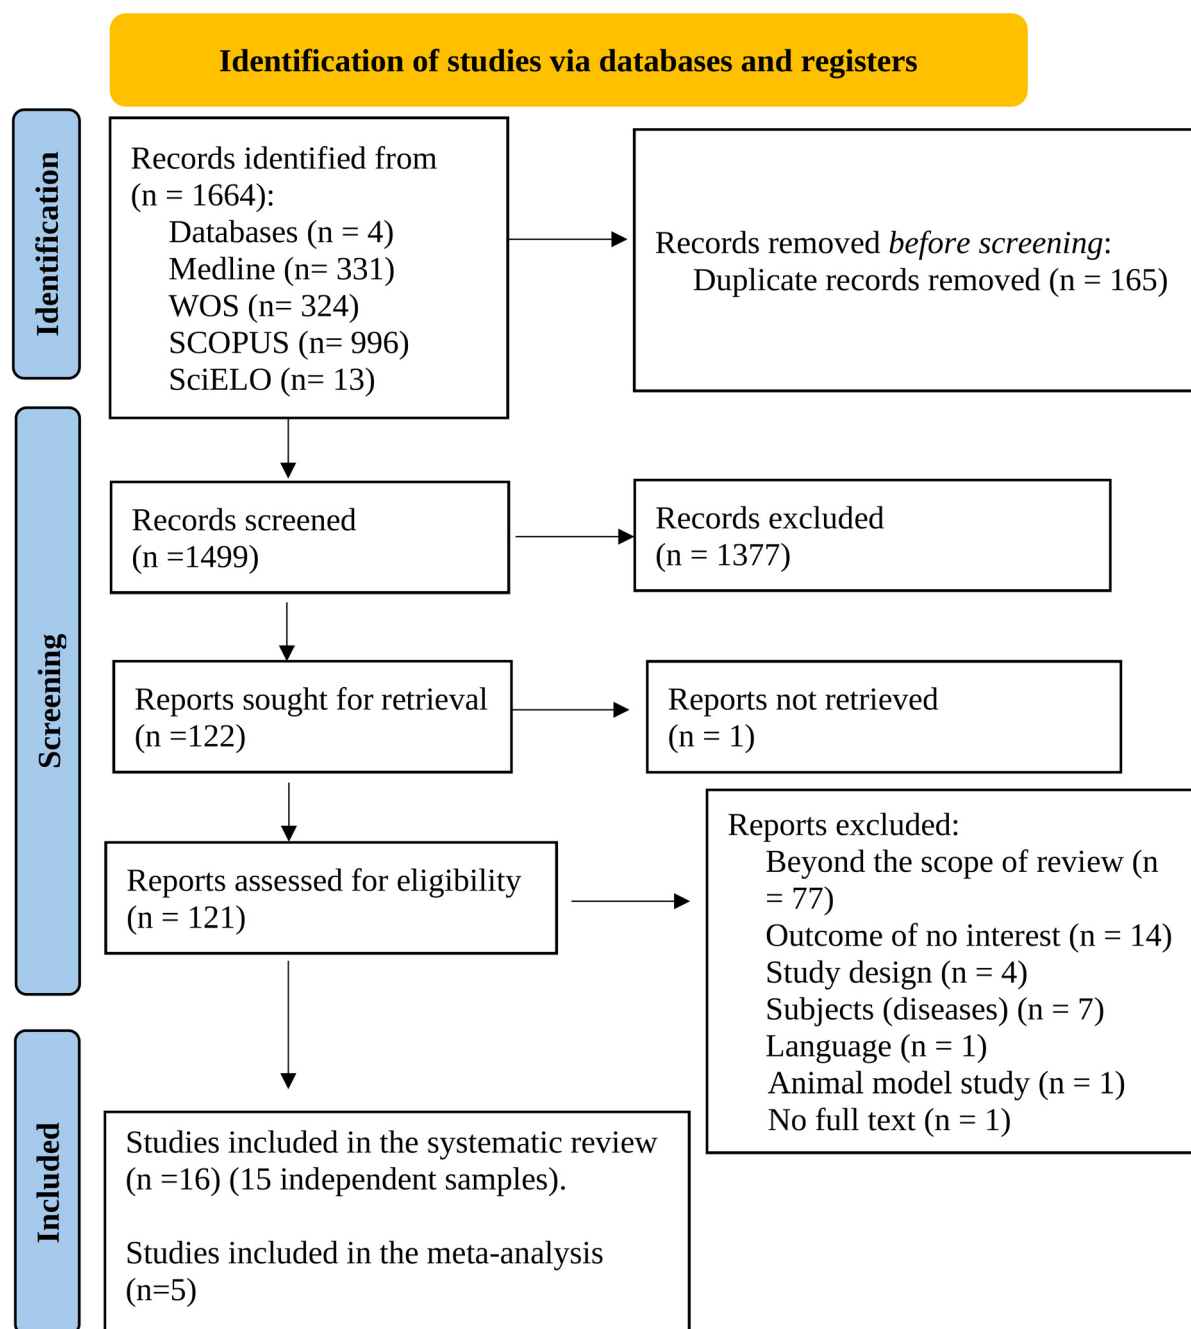 Identification of studies via databases and registers
Identification
Records identified from
(n = 1664):
Databases (n = 4)
Medline (n= 331)
WOS (n= 324)
SCOPUS (n= 996)
SciELO (n= 13)
Records removed before screening:
Duplicate records removed (n = 165)
Screening
Records screened
(n =1499)
Records excluded
(n = 1377)
Reports sought for retrieval
(n =122)
Reports not retrieved
(n = 1)
Reports assessed for eligibility
(n = 121)
Reports excluded:
Beyond the scope of review (n
= 77)
Outcome of no interest (n = 14)
Study design (n = 4)
Subjects (diseases) (n = 7)
Language (n = 1)
Animal model study (n = 1)
No full text (n = 1)
Included
Studies included in the systematic review
(n =16) (15 independent samples).
Studies included in the meta-analysis
(n=5)